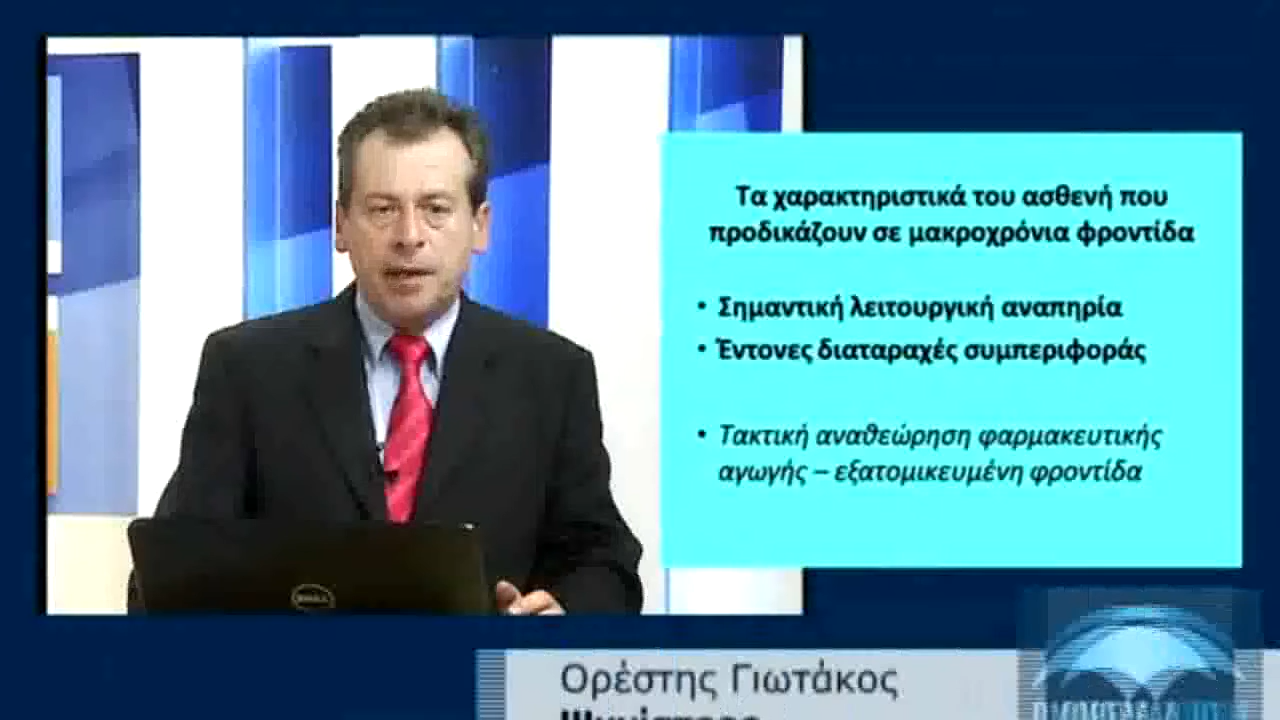 Τα χαρακτηριστικά του ασθενή που
προδικάζουν σε μακροχρόνια φροντίδα
• Σημαντική λειτουργική αναπηρία
• Έντονες διαταραχές συμπεριφοράς
• Τακτική αναθεώρηση φαρμακευτικής
αγωγής – εξατομικευμένη φροντίδα
DELL
Ορέστης Γιωτάκος
Ψυχίατρος